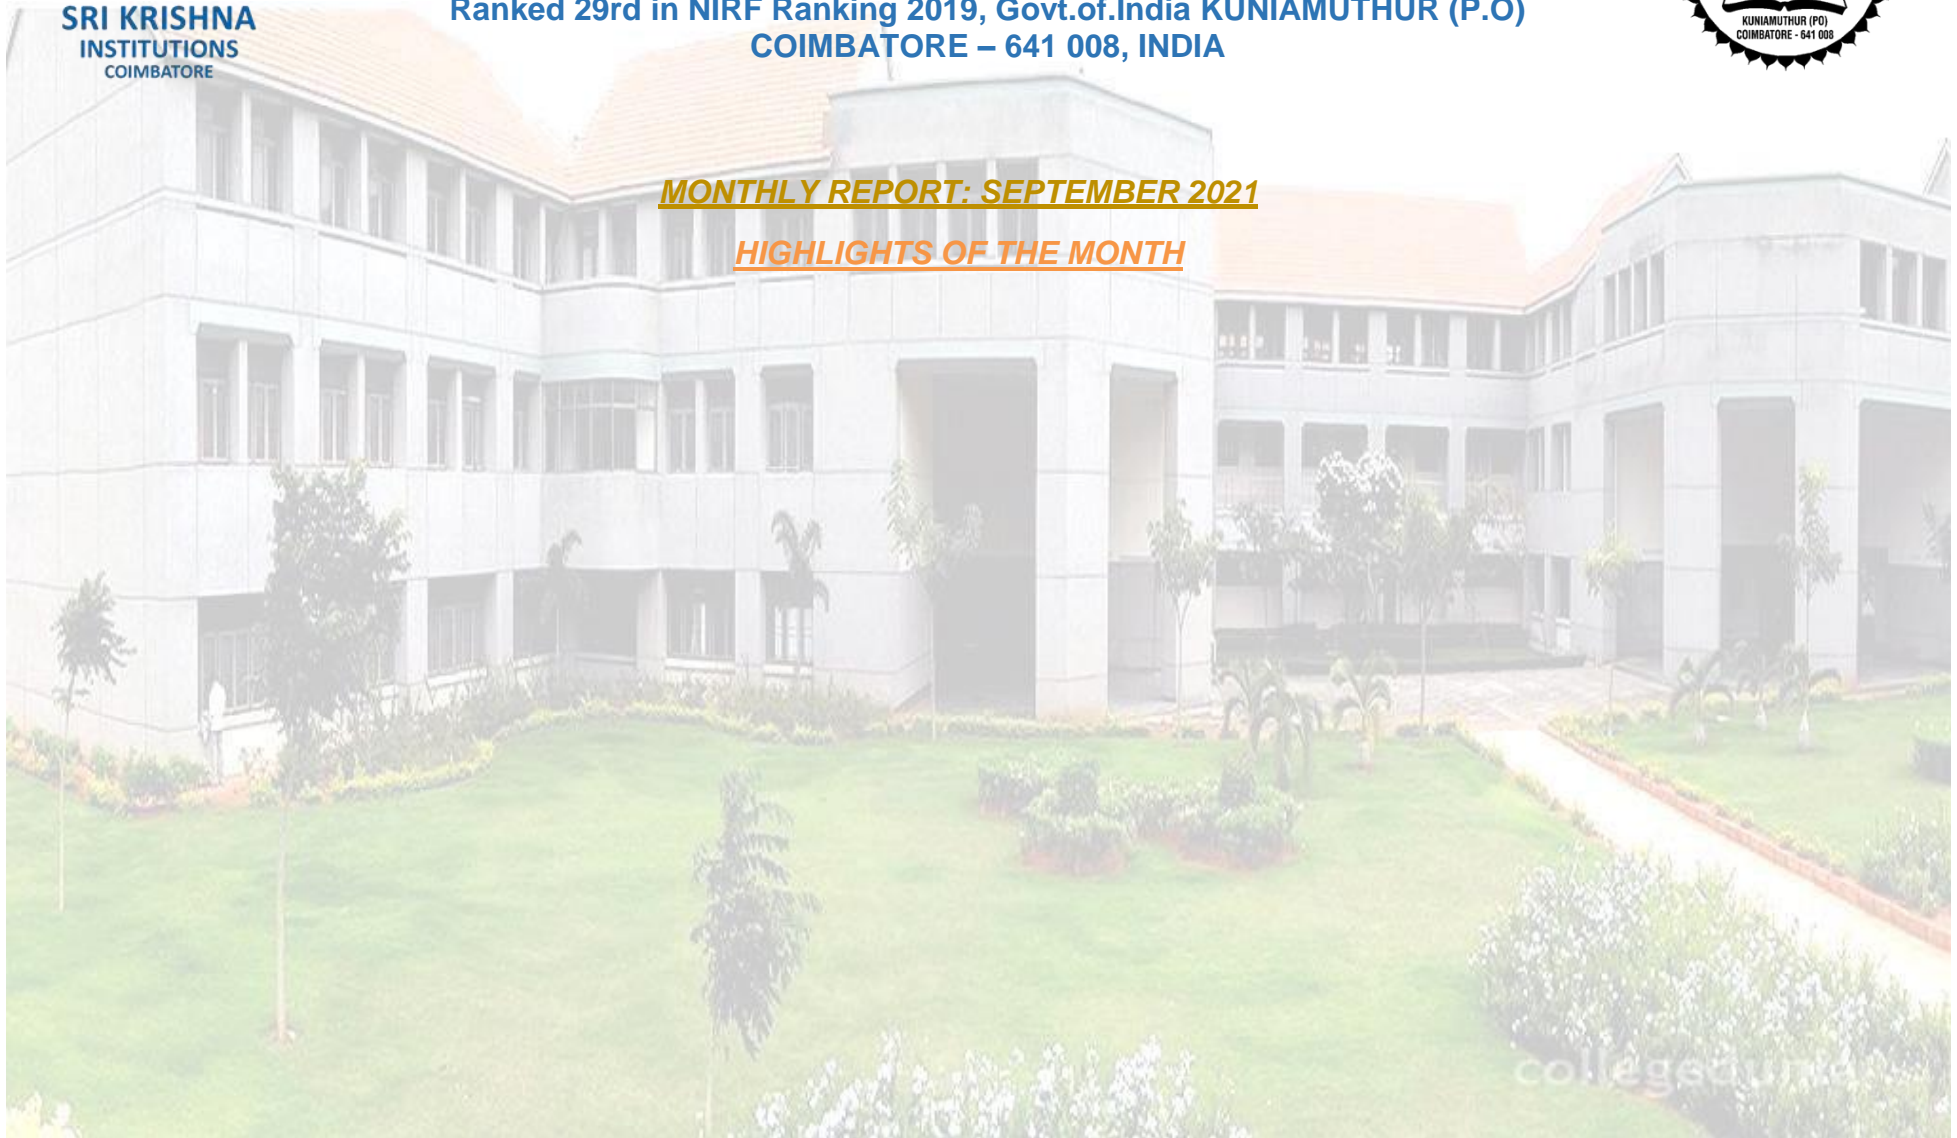 SRI KRISHNA
INSTITUTIONS
COIMBATORE
Ranked 29rd in NIRF Ranking 2019, Govt.of.India KUNIAMUTHUR (P.O)
COIMBATORE – 641 008, INDIA
KUNIAMUTHUR (PO)
COIMBATORE - 641 008
MONTHLY REPORT: SEPTEMBER 2021
HIGHLIGHTS OF THE MONTH
collegedunia